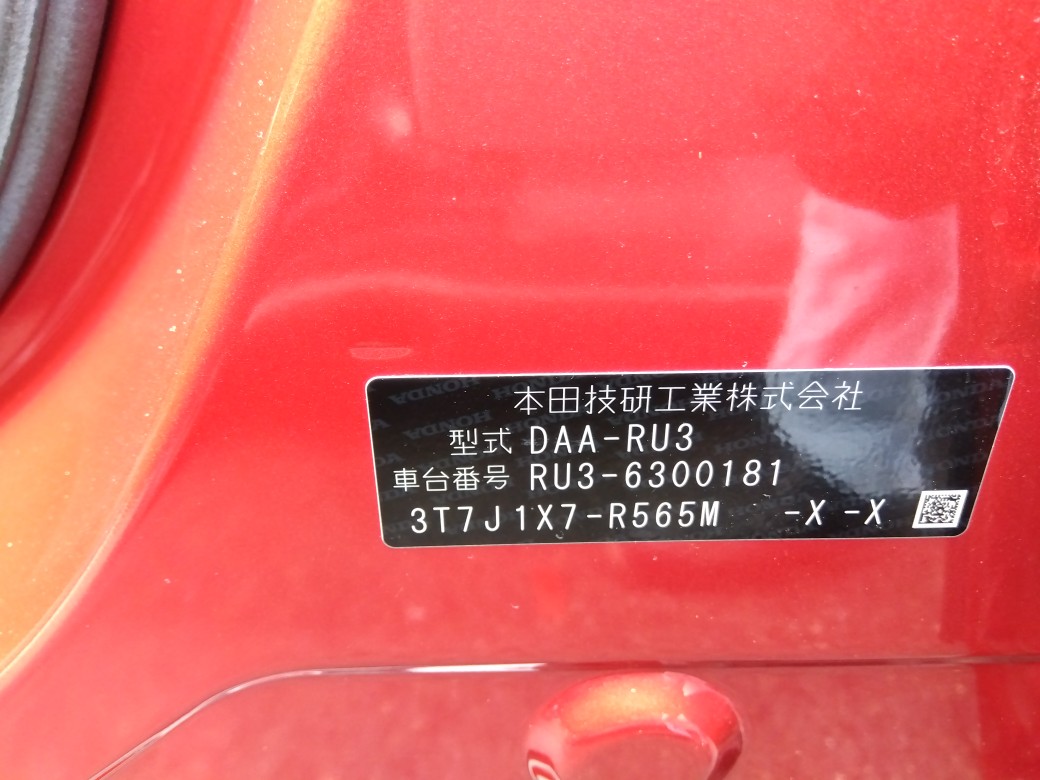 本田技研工業株式会社
型式 DAA-RU3
車台番号 RU3-6300181
3T7J1X7-R565M -X -X